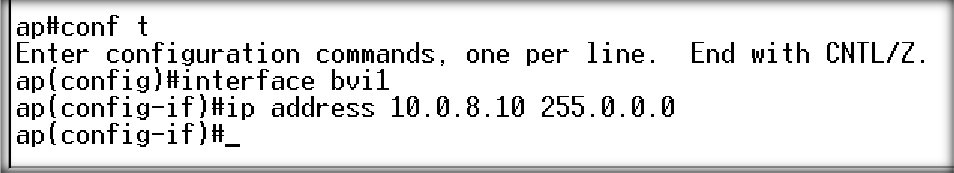 ap#conf t
Enter configuration commands, one per line.  End with CNTL/Z.
ap(config)#interface bvi1
ap(config-if)#ip address 10.0.8.10 255.0.0.0
ap(config-if)#_